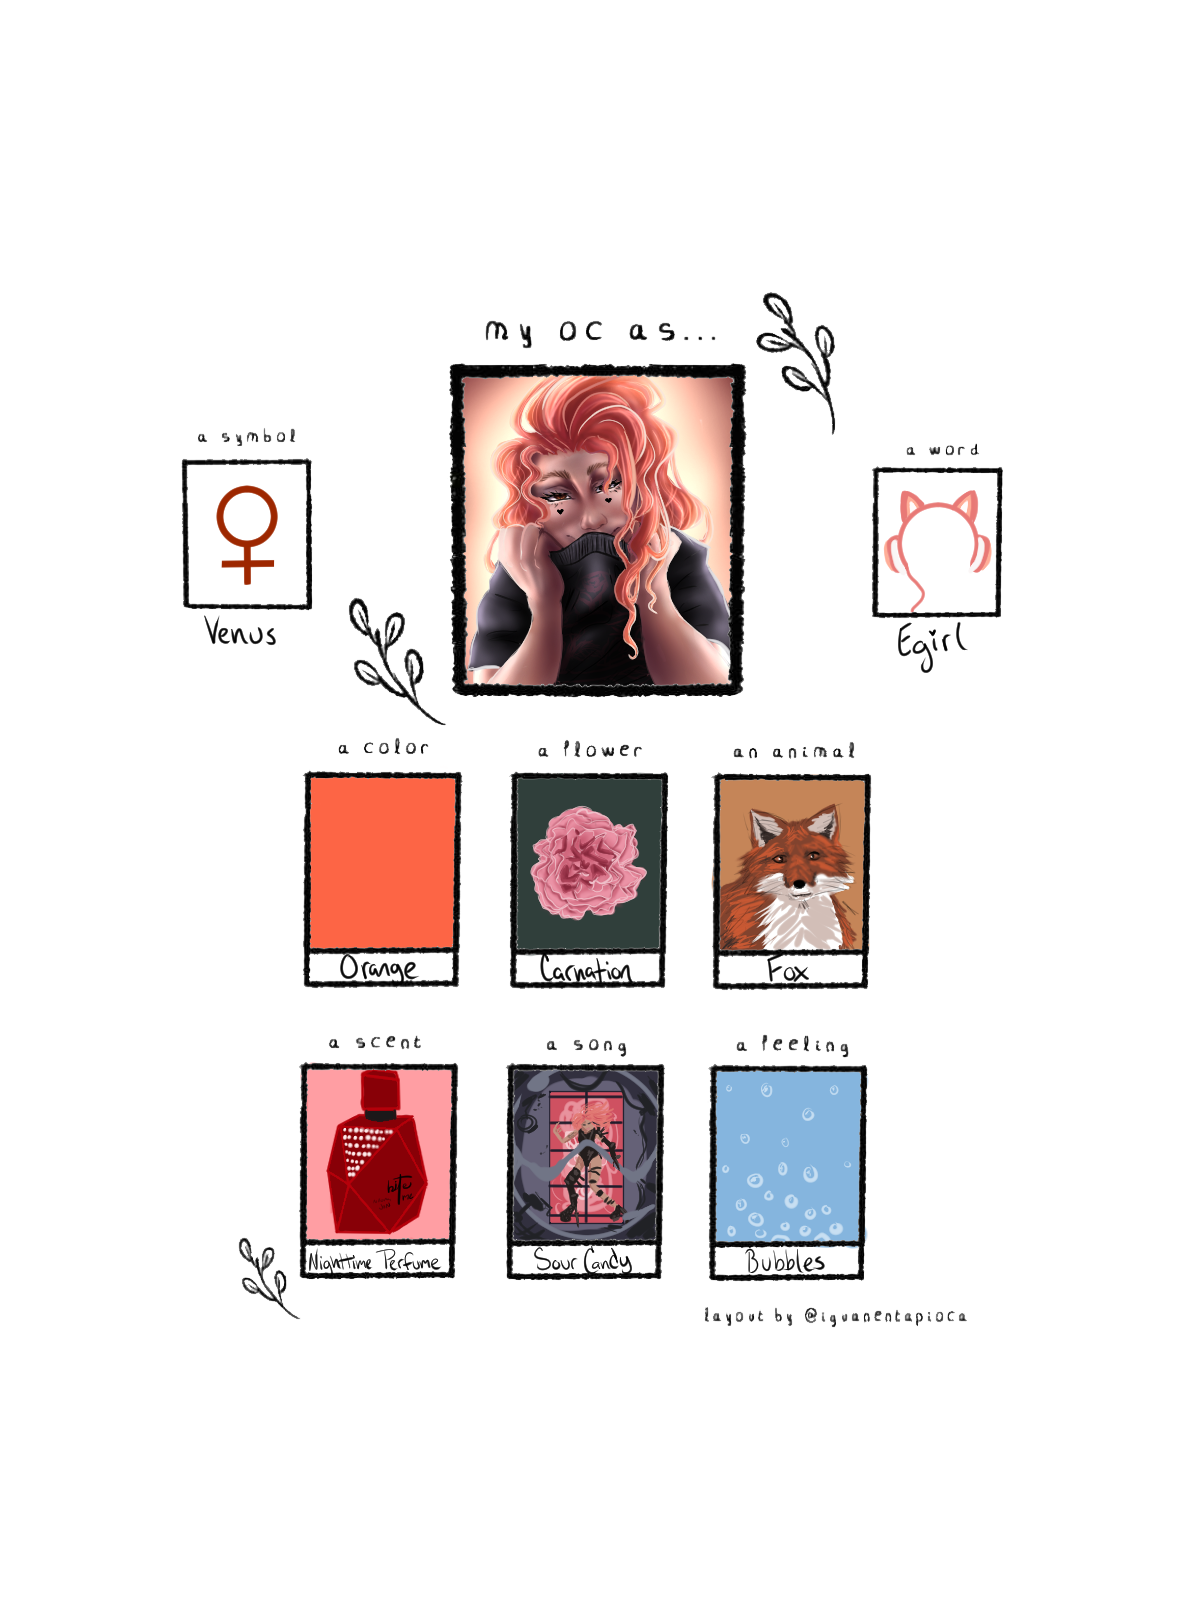 my oc as...
a symbol
a word
Venus
Egirl
a color
a flower
an animal
Orange
Carnation
Fox
a scent
a song
a feeling
Nighttime Perfume
Sour Candy
Bubbles
layout by @iguanentapioca